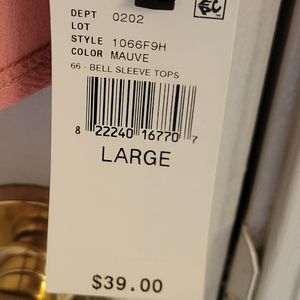 DEPT 0202
LOT
STYLE 1066F9H
COLOR MAUVE
66 - BELL SLEEVE TOPS
8 22240 16770 7
LARGE
$39.00